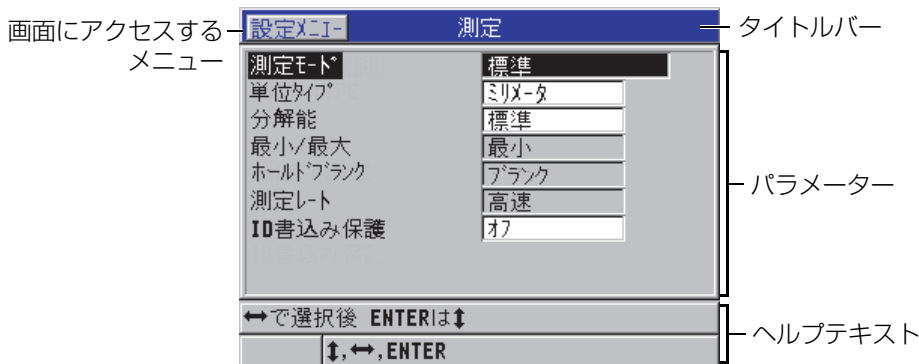 画面にアクセスする
メニュー
設定ﾒﾆｭｰ 測定
タイトルバー
測定ﾓｰﾄﾞ 標準
単位ﾀｲﾌﾟ ﾐﾘﾒｰﾀ
分解能 標準
最小/最大 最小
ﾎｰﾙﾄﾞﾌﾞﾗﾝｸ ﾌﾞﾗﾝｸ
測定ﾚｰﾄ 高速
ID書込み保護 ｵﾌ
パラメーター
↔で選択後 ENTERは↕
↕,↔,ENTER
ヘルプテキスト